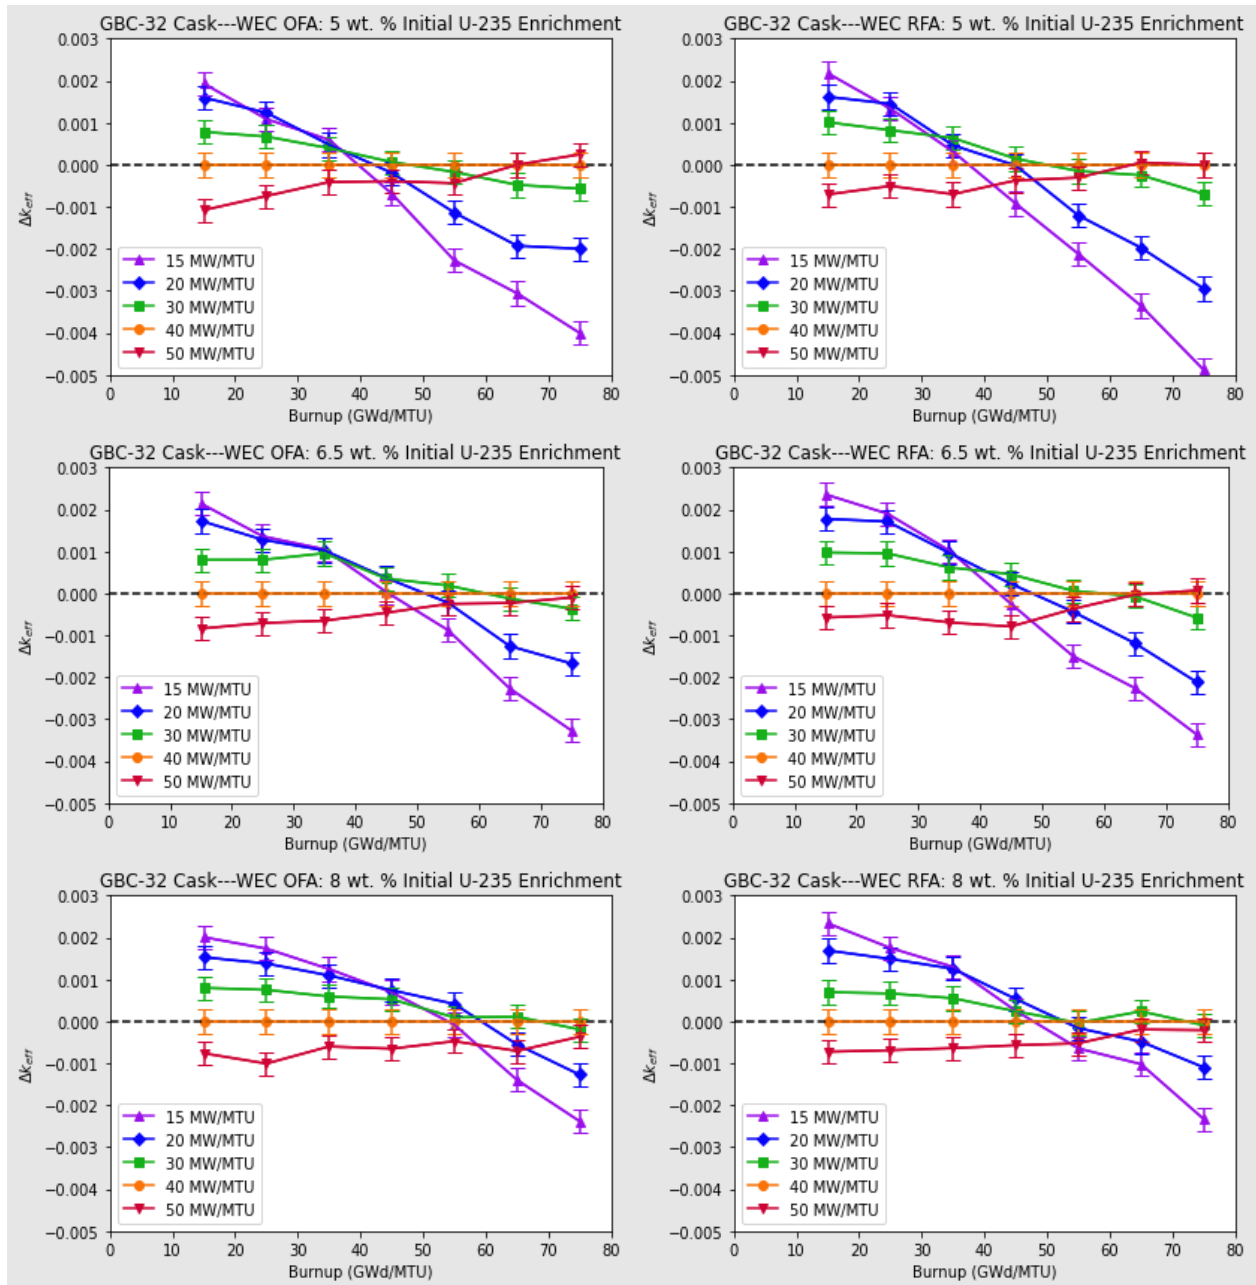 GBC-32 Cask---WEC OFA: 5 wt. % Initial U-235 Enrichment
0.003
0.002
0.001
0.000
−0.001
−0.002
−0.003
−0.004
−0.005
Δk_eff
15 MW/MTU
20 MW/MTU
30 MW/MTU
40 MW/MTU
50 MW/MTU
0 10 20 30 40 50 60 70 80
Burnup (GWd/MTU)
GBC-32 Cask---WEC RFA: 5 wt. % Initial U-235 Enrichment
0.003
0.002
0.001
0.000
−0.001
−0.002
−0.003
−0.004
−0.005
Δk_eff
15 MW/MTU
20 MW/MTU
30 MW/MTU
40 MW/MTU
50 MW/MTU
0 10 20 30 40 50 60 70 80
Burnup (GWd/MTU)
GBC-32 Cask---WEC OFA: 6.5 wt. % Initial U-235 Enrichment
0.003
0.002
0.001
0.000
−0.001
−0.002
−0.003
−0.004
−0.005
Δk_eff
15 MW/MTU
20 MW/MTU
30 MW/MTU
40 MW/MTU
50 MW/MTU
0 10 20 30 40 50 60 70 80
Burnup (GWd/MTU)
GBC-32 Cask---WEC RFA: 6.5 wt. % Initial U-235 Enrichment
0.003
0.002
0.001
0.000
−0.001
−0.002
−0.003
−0.004
−0.005
Δk_eff
15 MW/MTU
20 MW/MTU
30 MW/MTU
40 MW/MTU
50 MW/MTU
0 10 20 30 40 50 60 70 80
Burnup (GWd/MTU)
GBC-32 Cask---WEC OFA: 8 wt. % Initial U-235 Enrichment
0.003
0.002
0.001
0.000
−0.001
−0.002
−0.003
−0.004
−0.005
Δk_eff
15 MW/MTU
20 MW/MTU
30 MW/MTU
40 MW/MTU
50 MW/MTU
0 10 20 30 40 50 60 70 80
Burnup (GWd/MTU)
GBC-32 Cask---WEC RFA: 8 wt. % Initial U-235 Enrichment
0.003
0.002
0.001
0.000
−0.001
−0.002
−0.003
−0.004
−0.005
Δk_eff
15 MW/MTU
20 MW/MTU
30 MW/MTU
40 MW/MTU
50 MW/MTU
0 10 20 30 40 50 60 70 80
Burnup (GWd/MTU)